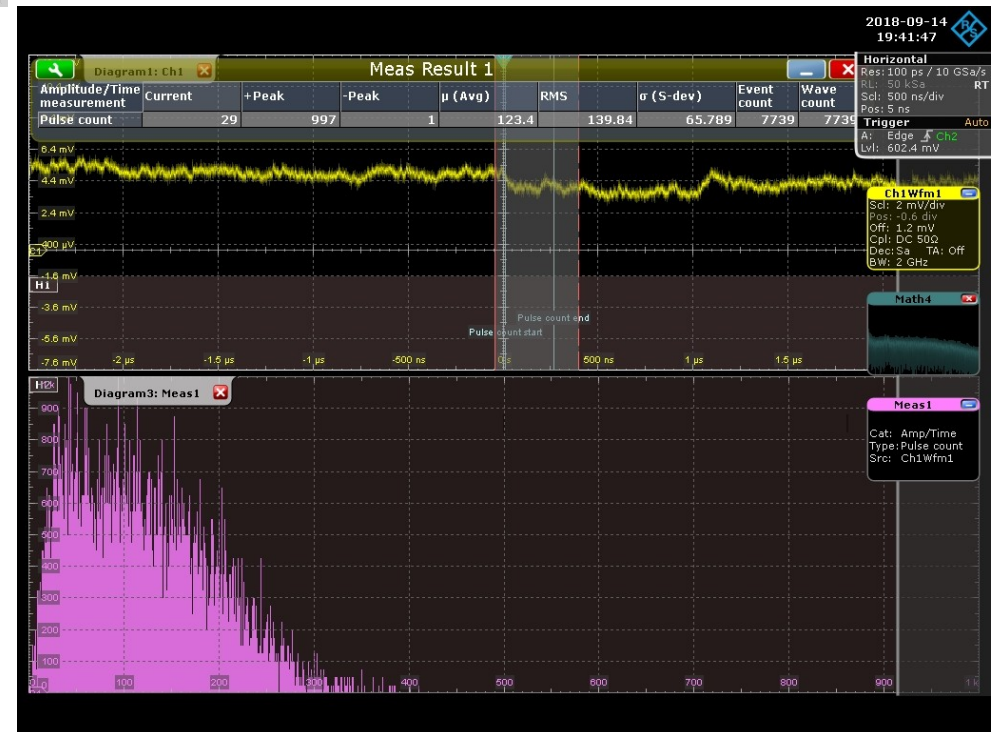 2018-09-14
19:41:47
Diagram1: Ch1
Meas Result 1
Amplitude/Time measurement Current +Peak -Peak µ (Avg) RMS σ (S-dev) Event count Wave count
Pulse count 29 997 1 123.4 139.84 65.789 7739 7739
Horizontal
Res: 100 ps / 10 GSa/s
RL: 50 kSa RT
Scl: 500 ns/div
Pos: 5 ns
Trigger Auto
A: Edge Ch2
Lvl: 602.4 mV
6.4 mV
4.4 mV
2.4 mV
400 µV
C1
-1.6 mV
H1
-3.6 mV
-5.6 mV
-7.6 mV
Pulse count end
Pulse count start
-2 µs -1.5 µs -1 µs -500 ns 0 s 500 ns 1 µs 1.5 µs
Ch1Wfm1
Scl: 2 mV/div
Pos: -0.6 div
Off: 1.2 mV
Cpl: DC 50Ω
Dec: Sa TA: Off
BW: 2 GHz
Math4
Diagram3: Meas1
900
800
700
600
500
400
300
200
100
100 200 300 400 500 600 700 800 900 1 k
Meas1
Cat: Amp/Time
Type: Pulse count
Src: Ch1Wfm1